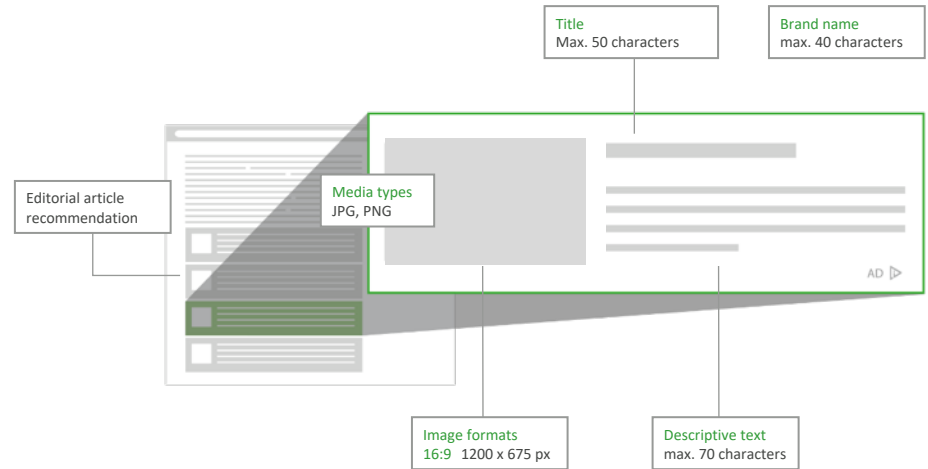 Title
Max. 50 characters
Brand name
max. 40 characters
Editorial article
recommendation
Media types
JPG, PNG
AD
Image formats
16:9 1200 x 675 px
Descriptive text
max. 70 characters